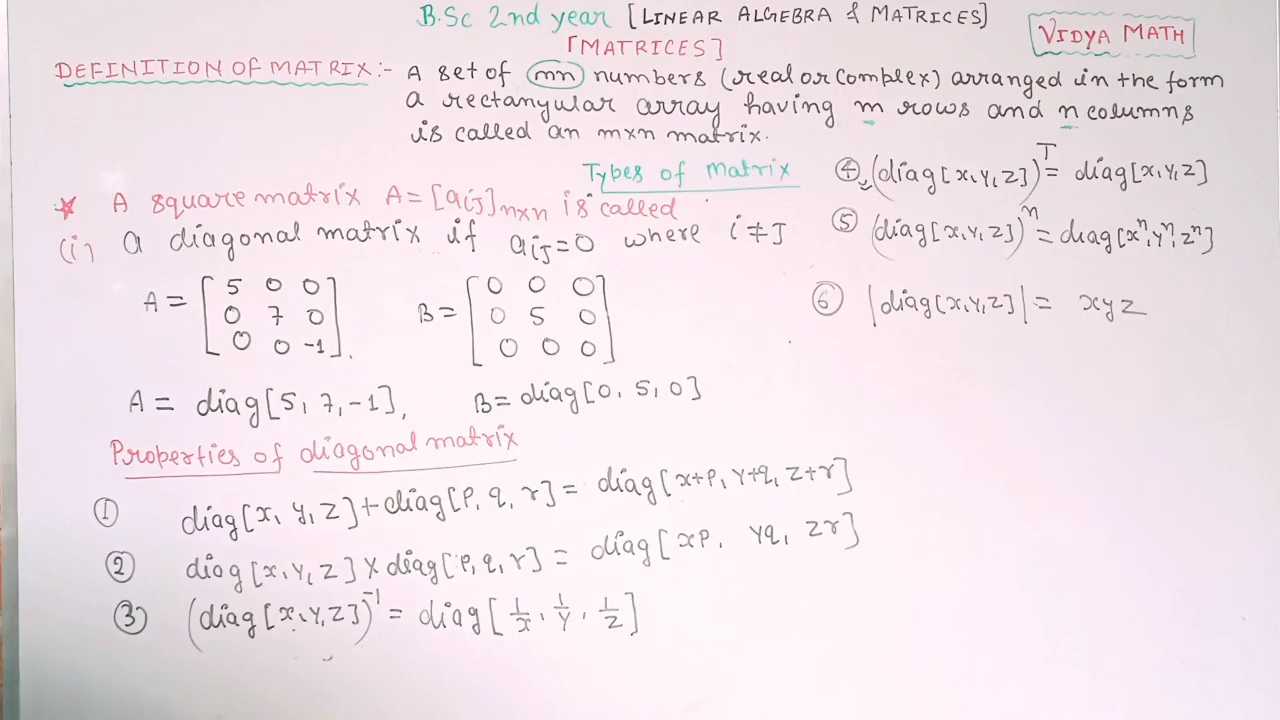 B.Sc 2nd year [LINEAR ALGEBRA & MATRICES]
VIDYA MATH
[MATRICES]
DEFINITION OF MATRIX:- A set of mn numbers (real or complex) arranged in the form
a rectangular array having m rows and n columns
is called an m×n matrix.
Types of matrix
* A square matrix A = [aij]n×n is called
(i) a diagonal matrix if aij = 0 where i ≠ J
A = [5 0 0
0 7 0
0 0 -1].
B = [0 0 0
0 5 0
0 0 0]
A = diag[5, 7, -1], B = diag[0, 5, 0]
Properties of diagonal matrix
① diag[x, y, z] + diag[p, q, r] = diag[x+p, y+q, z+r]
② diag[x, y, z] × diag[p, q, r] = diag[xp, yq, zr]
③ (diag[x, y, z])⁻¹ = diag[1/x, 1/y, 1/z]
④ (diag[x, y, z])ᵀ = diag[x, y, z]
⑤ (diag[x, y, z])ⁿ = diag[xⁿ, yⁿ, zⁿ]
⑥ |diag[x, y, z]| = xyz